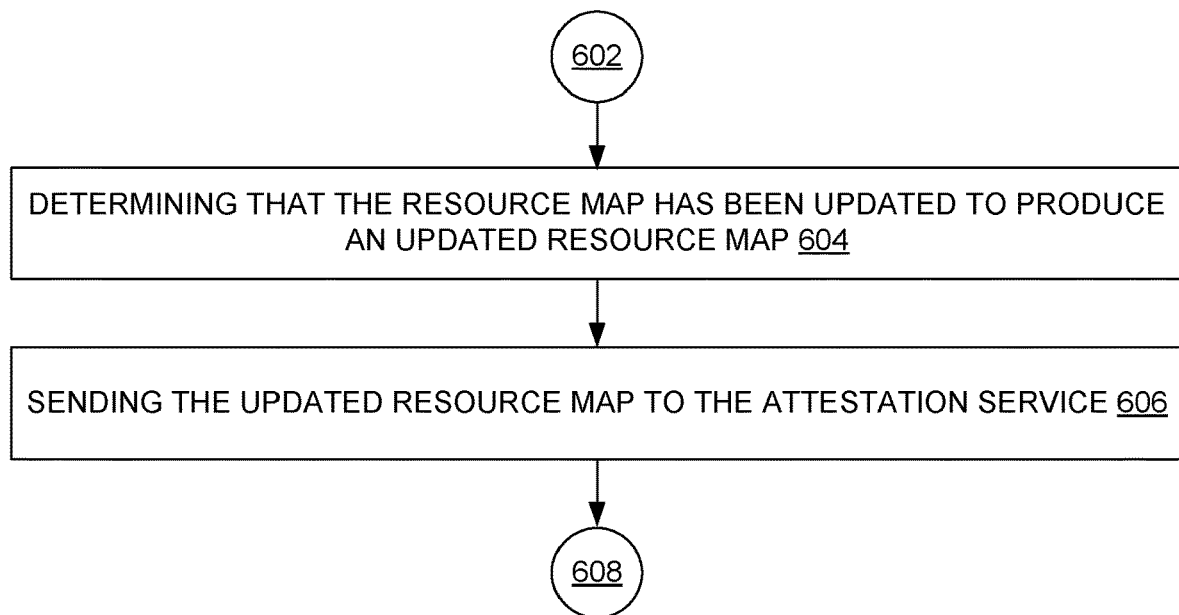 602
DETERMINING THAT THE RESOURCE MAP HAS BEEN UPDATED TO PRODUCE
AN UPDATED RESOURCE MAP 604
SENDING THE UPDATED RESOURCE MAP TO THE ATTESTATION SERVICE 606
608